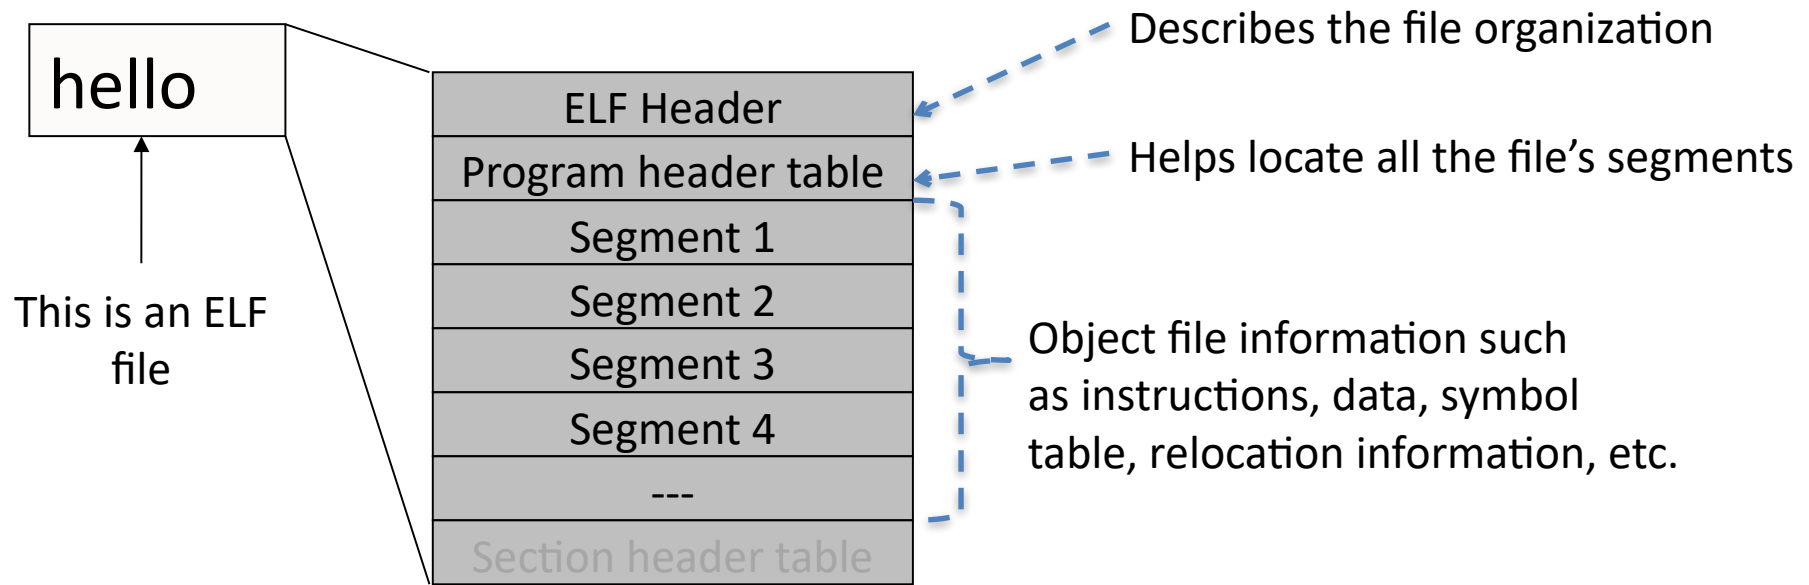 hello
This is an ELF
file
ELF Header
Program header table
Segment 1
Segment 2
Segment 3
Segment 4
---
Section header table
Describes the file organization
Helps locate all the file’s segments
Object file information such
as instructions, data, symbol
table, relocation information, etc.